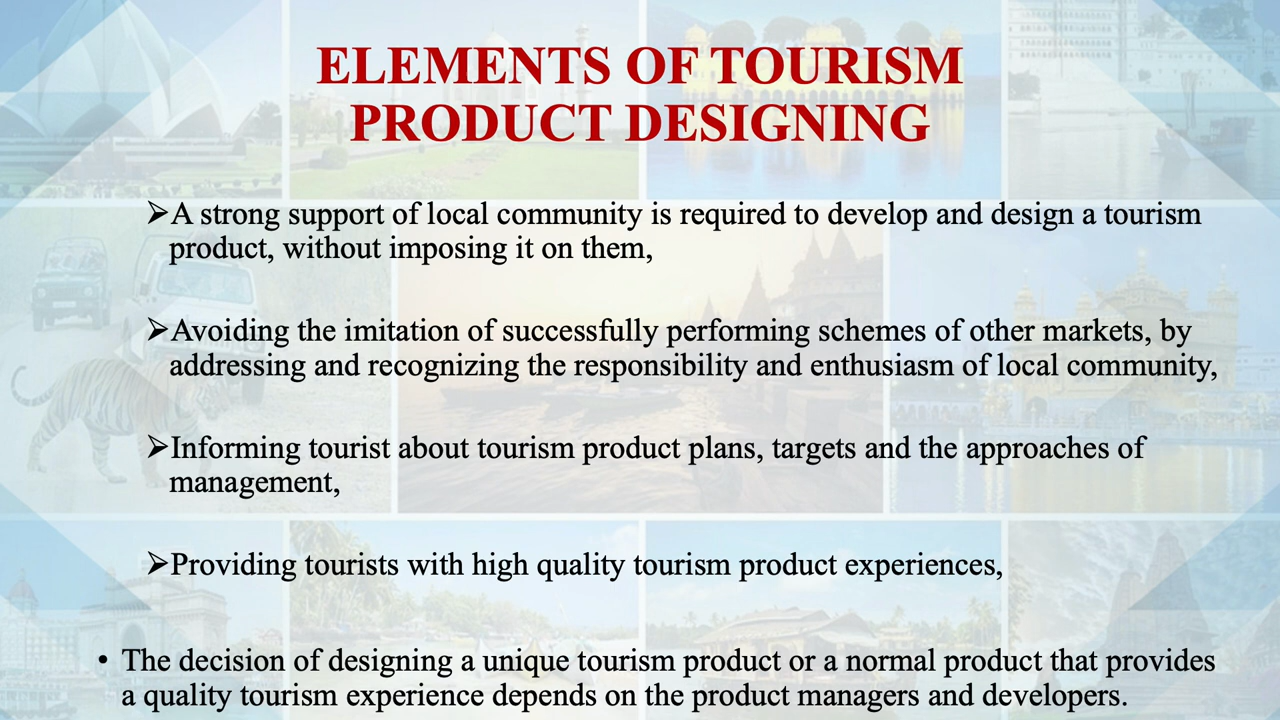 ELEMENTS OF TOURISM
PRODUCT DESIGNING
➢A strong support of local community is required to develop and design a tourism
product, without imposing it on them,
➢Avoiding the imitation of successfully performing schemes of other markets, by
addressing and recognizing the responsibility and enthusiasm of local community,
➢Informing tourist about tourism product plans, targets and the approaches of
management,
➢Providing tourists with high quality tourism product experiences,
• The decision of designing a unique tourism product or a normal product that provides
a quality tourism experience depends on the product managers and developers.